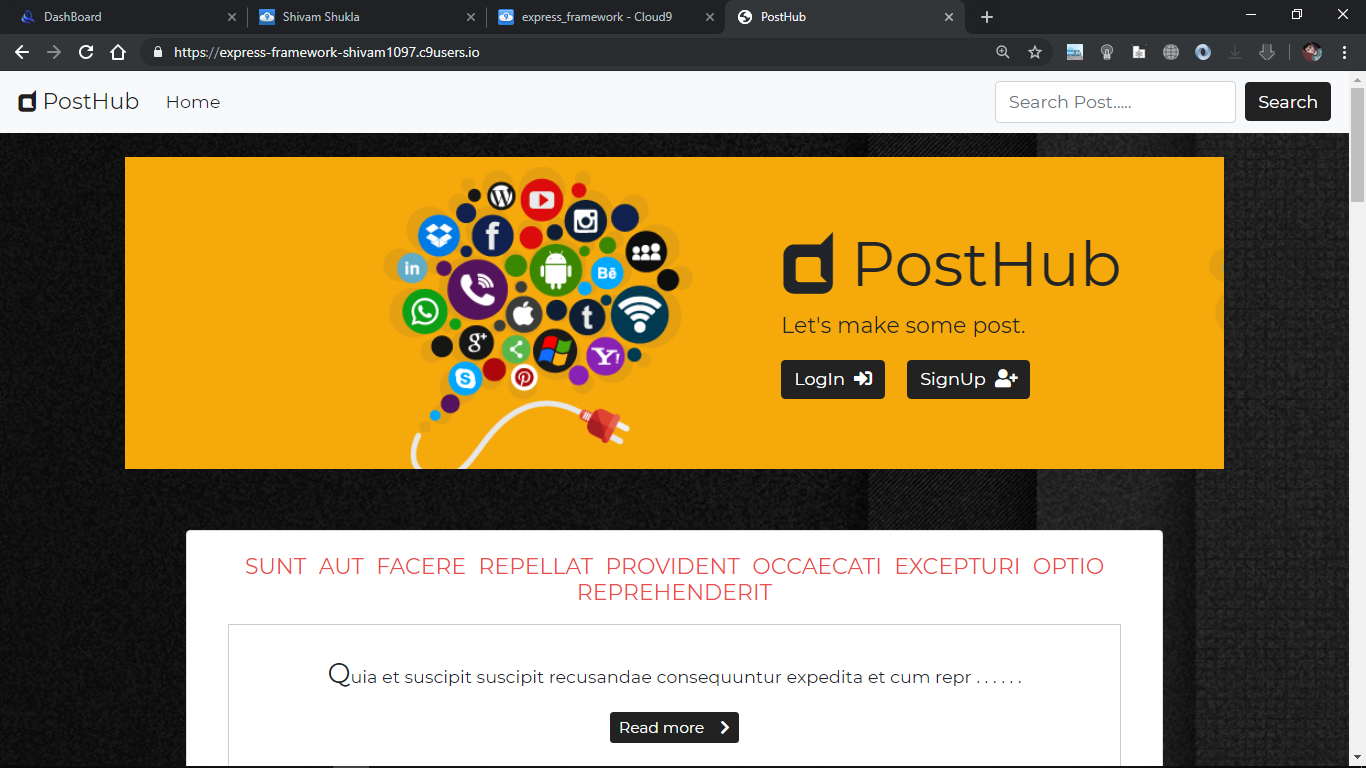 DashBoard
Shivam Shukla
express_framework - Cloud9
PostHub
https://express-framework-shivam1097.c9users.io
PostHub
Home
Search Post.....
Search
f
in
Bē
t
g+
Y!
S
PostHub
Let's make some post.
LogIn
SignUp
SUNT AUT FACERE REPELLAT PROVIDENT OCCAECATI EXCEPTURI OPTIO
REPREHENDERIT
Quia et suscipit suscipit recusandae consequuntur expedita et cum repr . . . . . .
Read more